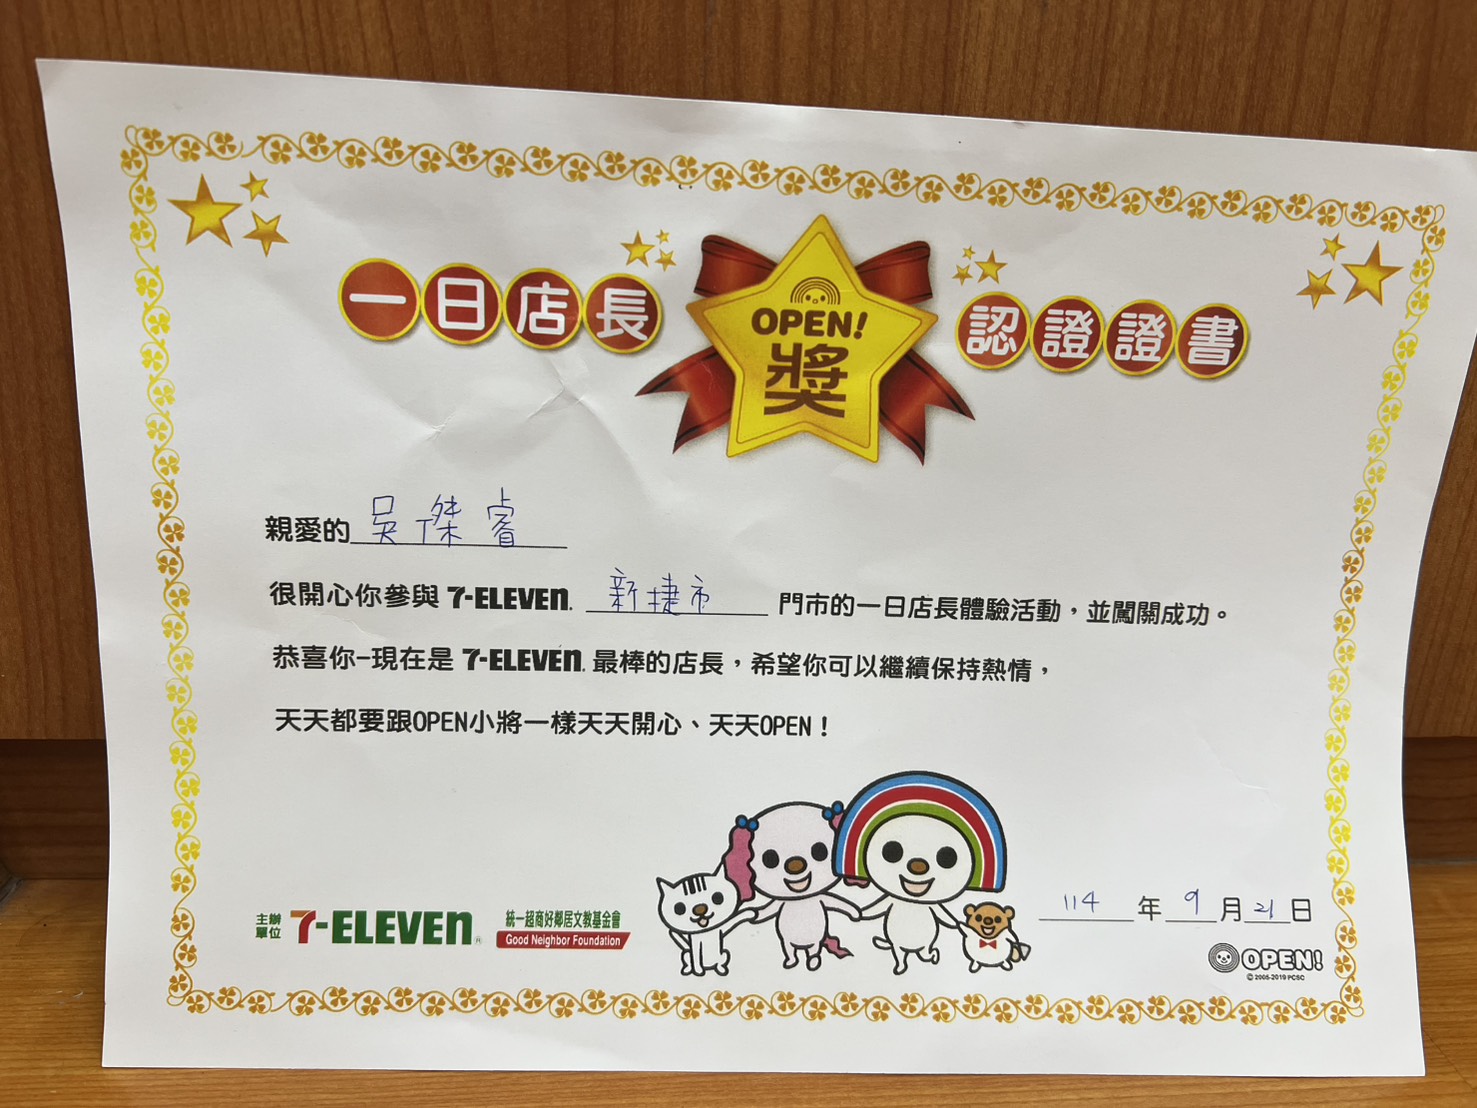 一日店長 OPEN! 獎 認證證書
親愛的 吳傑睿
很開心你參與 7-ELEVEn. 新捷市 門市的一日店長體驗活動，並闖關成功。
恭喜你-現在是 7-ELEVEn. 最棒的店長，希望你可以繼續保持熱情，
天天都要跟OPEN小將一樣天天開心、天天OPEN！
114 年 9 月 21 日
主辦單位 7-ELEVEn® 統一超商好鄰居文教基金會
Good Neighbor Foundation
OPEN!
©2005-2019 PCSC